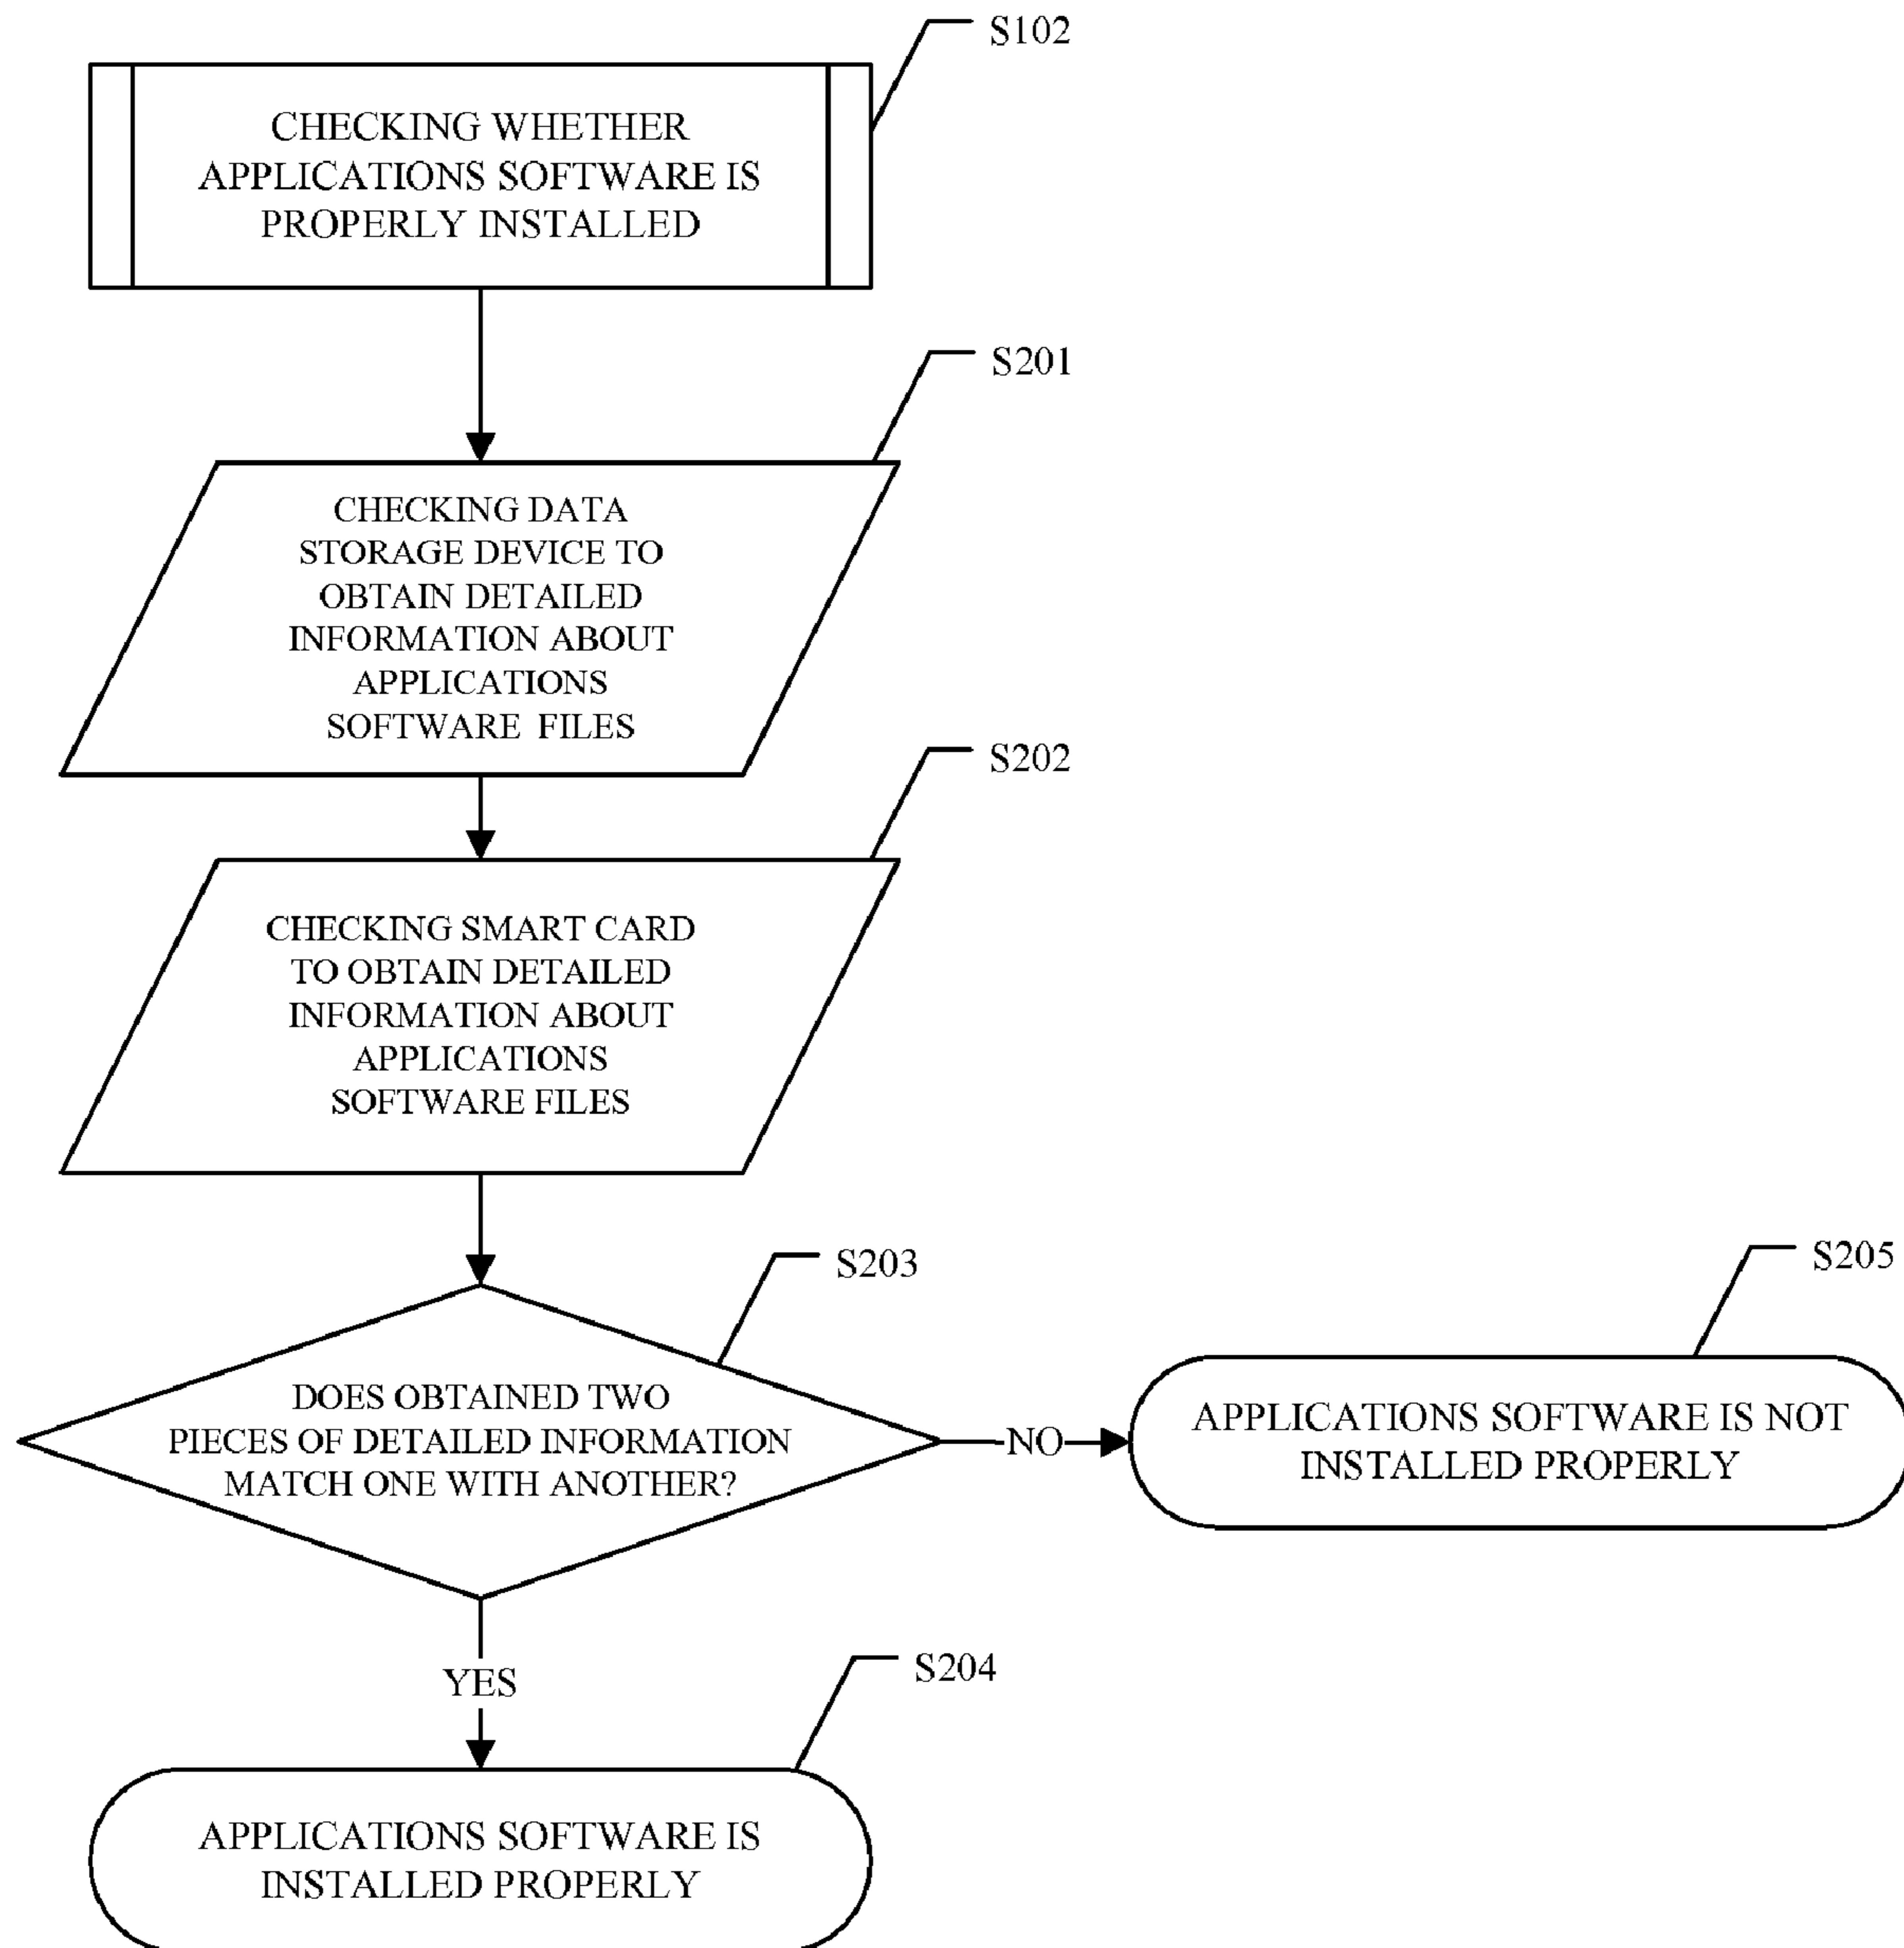 S102
CHECKING WHETHER
APPLICATIONS SOFTWARE IS
PROPERLY INSTALLED
S201
CHECKING DATA
STORAGE DEVICE TO
OBTAIN DETAILED
INFORMATION ABOUT
APPLICATIONS
SOFTWARE FILES
S202
CHECKING SMART CARD
TO OBTAIN DETAILED
INFORMATION ABOUT
APPLICATIONS
SOFTWARE FILES
S203
DOES OBTAINED TWO
PIECES OF DETAILED INFORMATION
MATCH ONE WITH ANOTHER?
NO
S205
APPLICATIONS SOFTWARE IS NOT
INSTALLED PROPERLY
YES
S204
APPLICATIONS SOFTWARE IS
INSTALLED PROPERLY